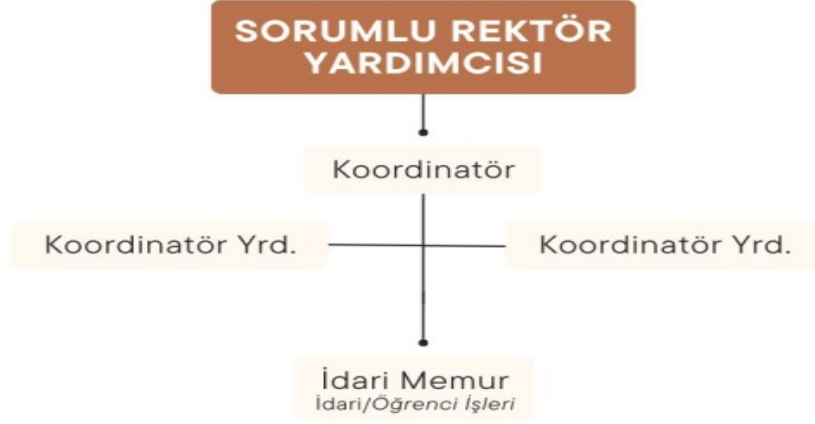 SORUMLU REKTÖR
YARDIMCISI
Koordinatör
Koordinatör Yrd.
Koordinatör Yrd.
İdari Memur
İdari/Öğrenci İşleri